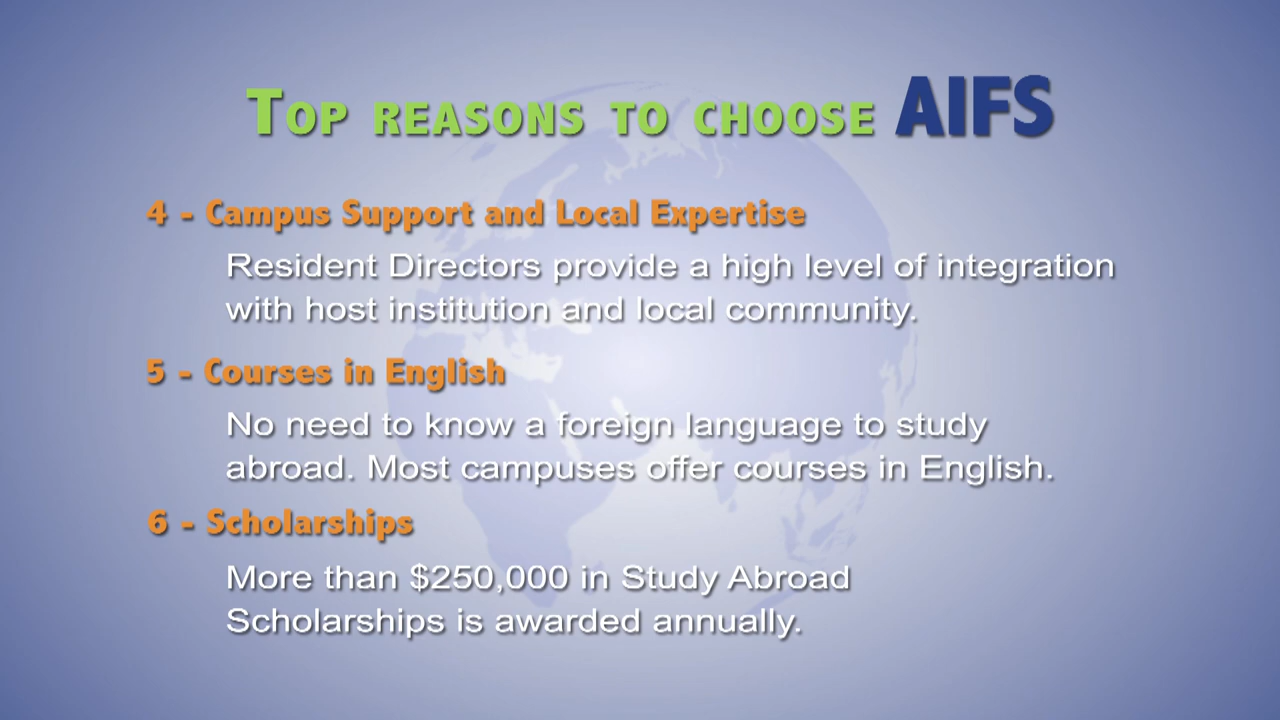 Top reasons to choose AIFS
4 - Campus Support and Local Expertise
Resident Directors provide a high level of integration
with host institution and local community.
5 - Courses in English
No need to know a foreign language to study
abroad. Most campuses offer courses in English.
6 - Scholarships
More than $250,000 in Study Abroad
Scholarships is awarded annually.